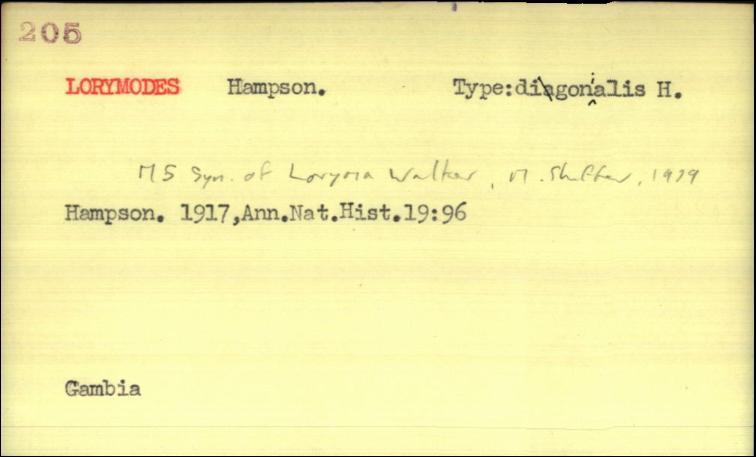 205
LORYMODES Hampson. Type:digonialis H.
MS Syn. of Loryma Walker, M. Shaffer, 1979
Hampson. 1917,Ann.Nat.Hist.19:96
Gambia